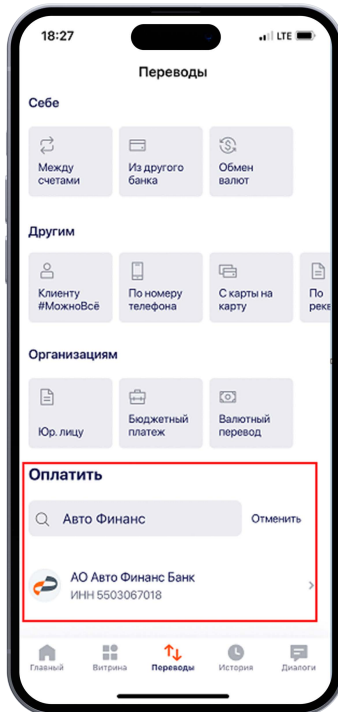 18:27
LTE
Переводы
Себе
Между
счетами
Из другого
банка
Обмен
валют
Другим
Клиенту
#МожноВсё
По номеру
телефона
С карты на
карту
По
рекв
Организациям
Юр. лицу
Бюджетный
платеж
Валютный
перевод
Оплатить
Авто Финанс
Отменить
АО Авто Финанс Банк
ИНН 5503067018
Главный
Витрина
Переводы
История
Диалоги